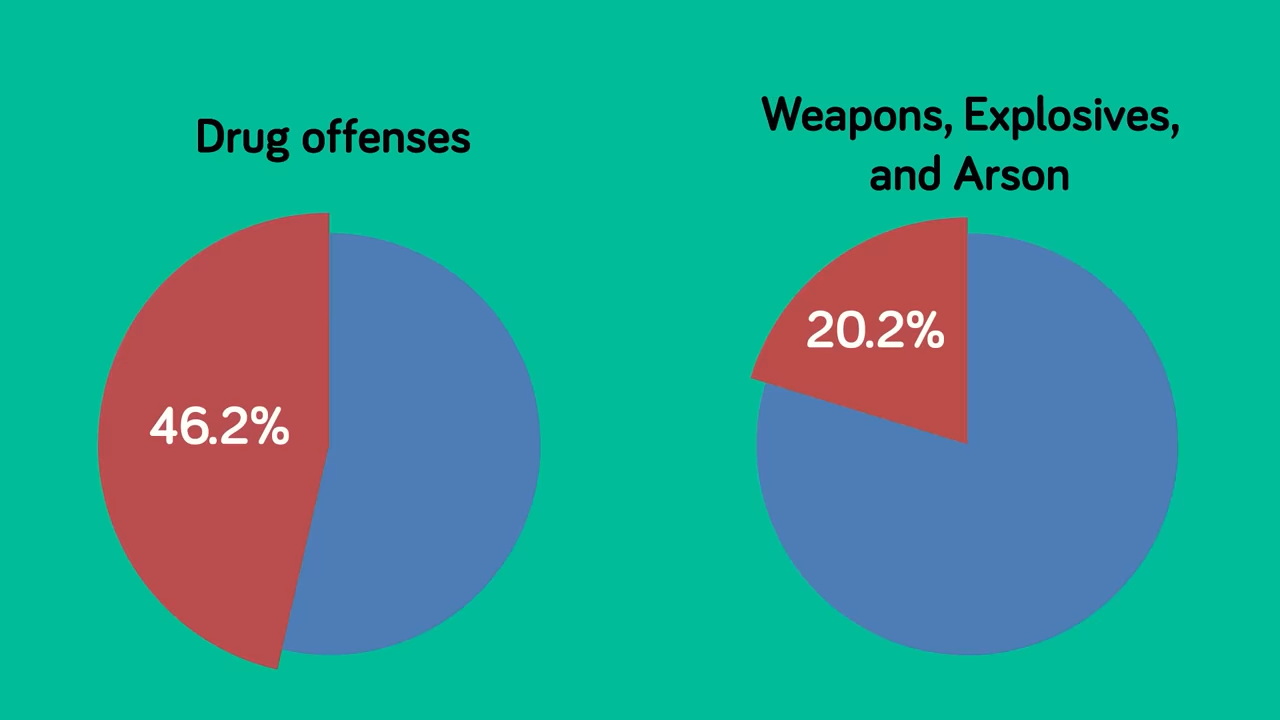 Drug offenses
46.2%
Weapons, Explosives,
and Arson
20.2%